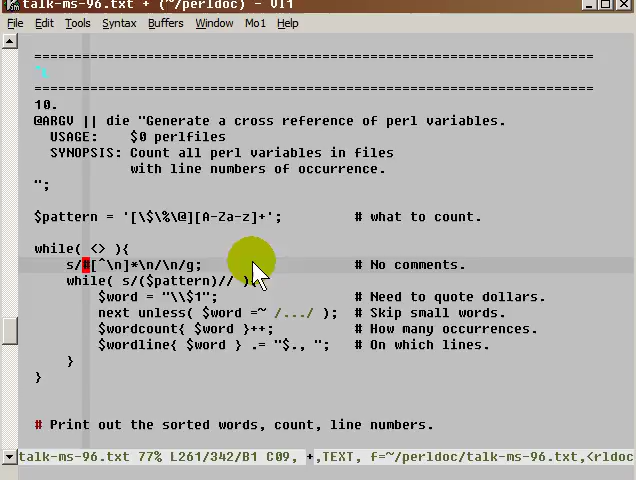 talk-ms-96.txt + (~/perldoc) - VI1
File Edit Tools Syntax Buffers Window Mo1 Help
======================================================================
^L
======================================================================
10.
@ARGV || die "Generate a cross reference of perl variables.
  USAGE:    $0 perlfiles
  SYNOPSIS: Count all perl variables in files
            with line numbers of occurrence.
";
$pattern = '[\$\%\@][A-Za-z]+';         # what to count.
while( <> ){
    s/#[^\n]*\n/\n/g;                   # No comments.
    while( s/($pattern)// ){
        $word = "\\$1";                 # Need to quote dollars.
        next unless( $word =~ /.../ );  # Skip small words.
        $wordcount{ $word }++;          # How many occurrences.
        $wordline{ $word } .= "$., ";   # On which lines.
    }
}
# Print out the sorted words, count, line numbers.
talk-ms-96.txt 77% L261/342/B1 C09, +,TEXT, f=~/perldoc/talk-ms-96.txt,<rldoc